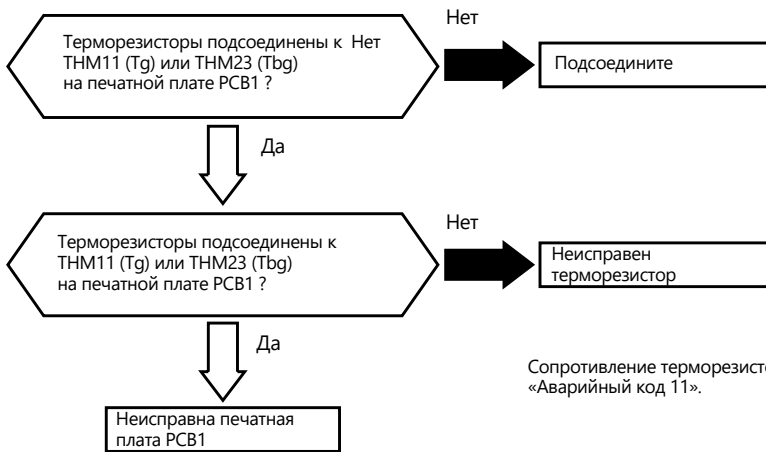 Нет
Терморезисторы подсоединены к Нет
THM11 (Tg) или THM23 (Tbg)
на печатной плате PCB1 ?
Подсоедините
Да
Нет
Терморезисторы подсоединены к
THM11 (Tg) или THM23 (Tbg)
на печатной плате PCB1 ?
Неисправен
терморезистор
Да
Сопротивление
«Аварийный код 11».
Неисправна печатная
плата PCB1